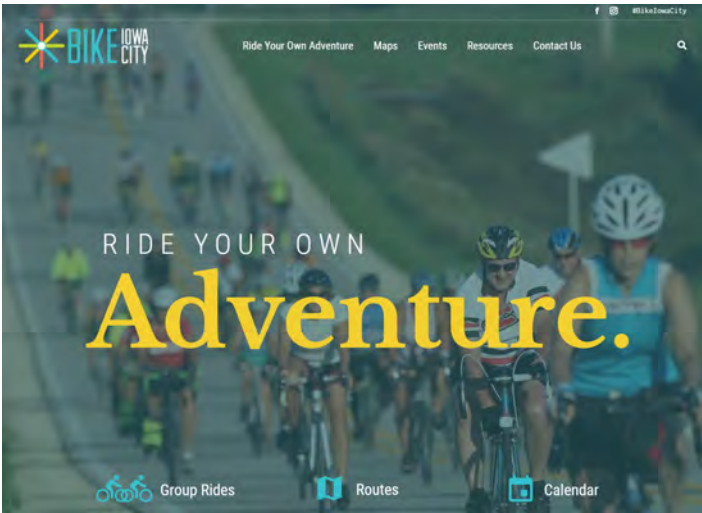 #BikeIowaCity
BIKE IOWA CITY
Ride Your Own Adventure Maps Events Resources Contact Us
RIDE YOUR OWN
Adventure.
Group Rides Routes Calendar